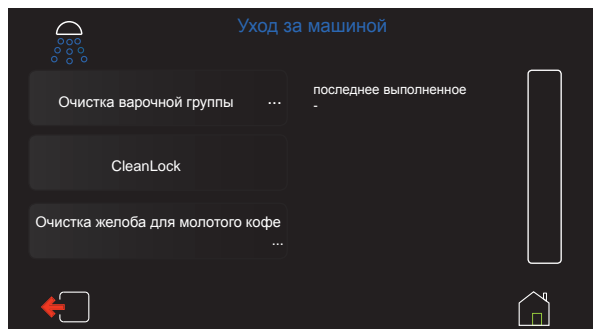 Уход за машиной
Очистка варочной группы ...
последнее выполненное
-
CleanLock
Очистка желоба для молотого кофе
...